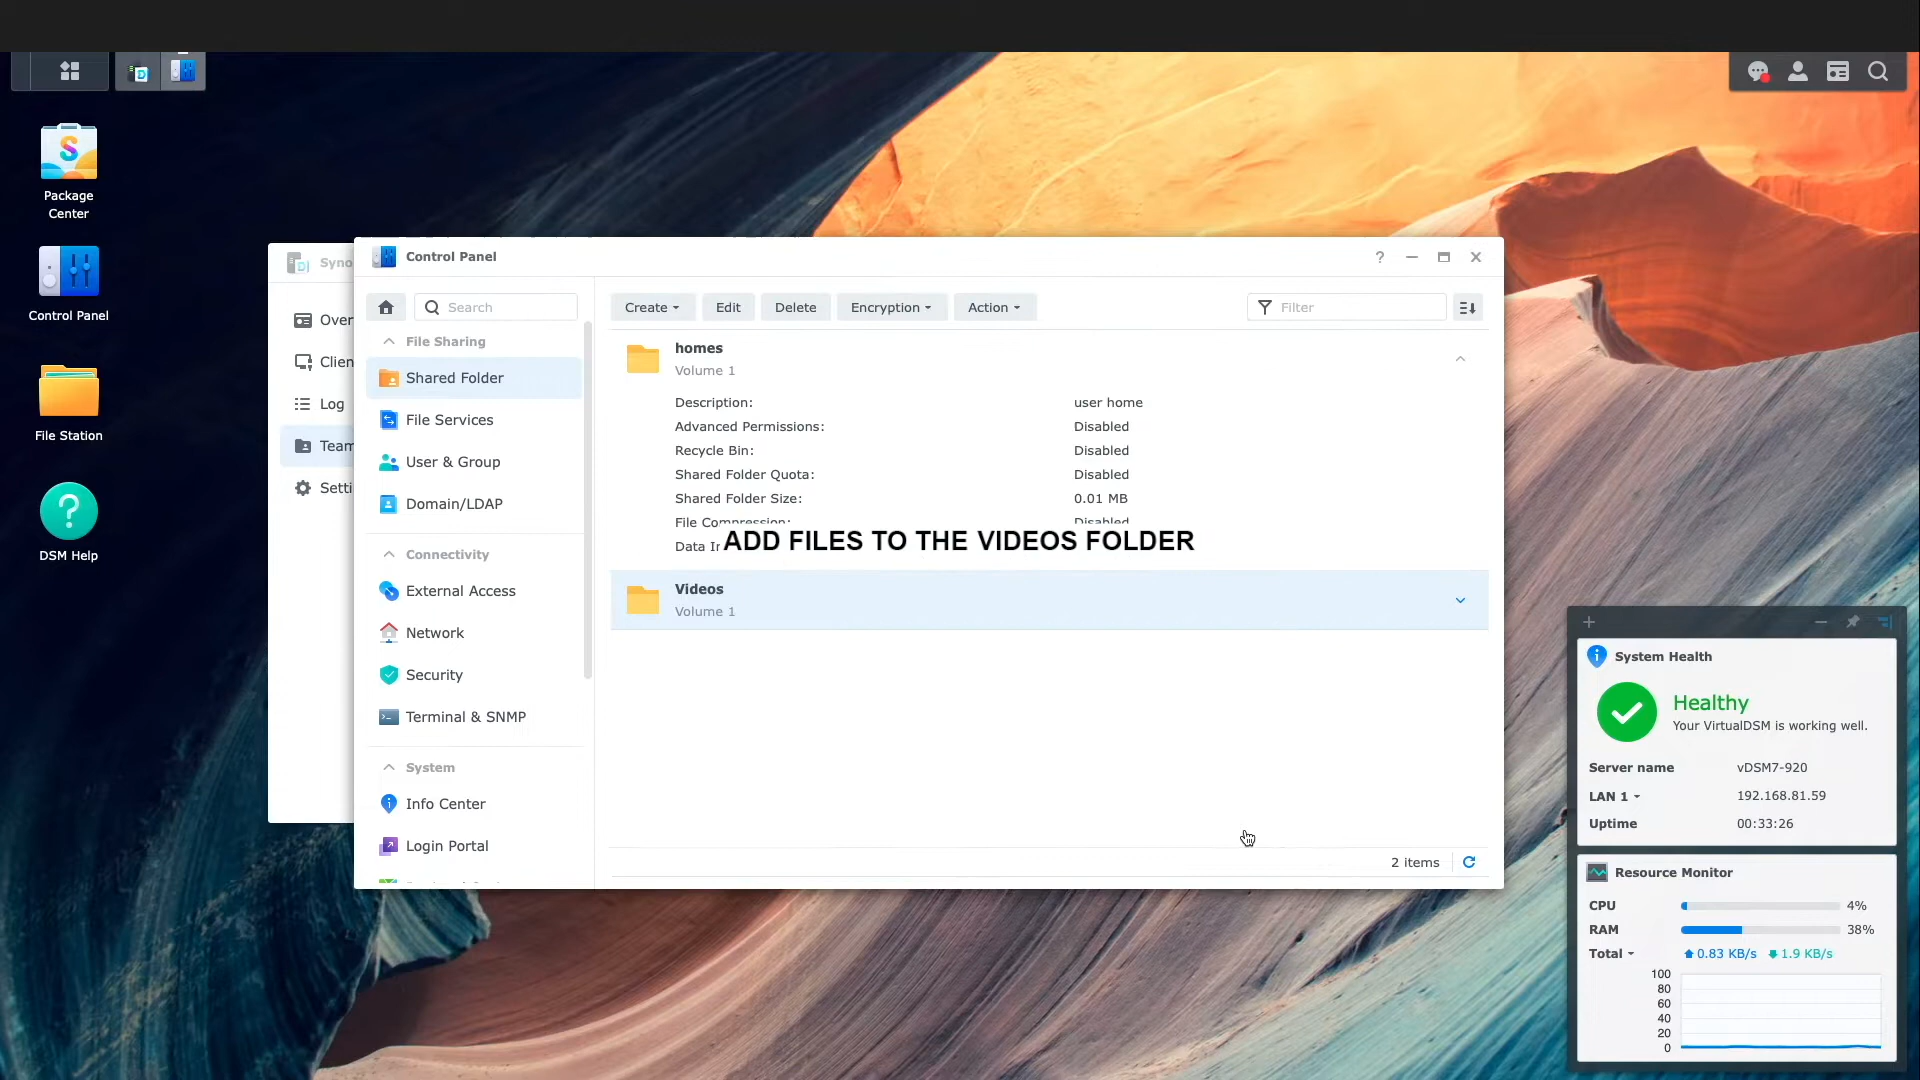 Package
Center
Control Panel
File Station
DSM Help
Syno
Over
Clien
Log
Team
Setti
Control Panel
?
Search
File Sharing
Shared Folder
File Services
User & Group
Domain/LDAP
Connectivity
External Access
Network
Security
Terminal & SNMP
System
Info Center
Login Portal
Create Edit Delete Encryption Action Filter
homes
Volume 1
Description: user home
Advanced Permissions: Disabled
Recycle Bin: Disabled
Shared Folder Quota: Disabled
Shared Folder Size: 0.01 MB
File Compression: Disabled
Data In
ADD FILES TO THE VIDEOS FOLDER
Videos
Volume 1
2 items
System Health
Healthy
Your VirtualDSM is working well.
Server name vDSM7-920
LAN 1 192.168.81.59
Uptime 00:33:26
Resource Monitor
CPU 4%
RAM 38%
Total 0.83 KB/s 1.9 KB/s
100
80
60
40
20
0